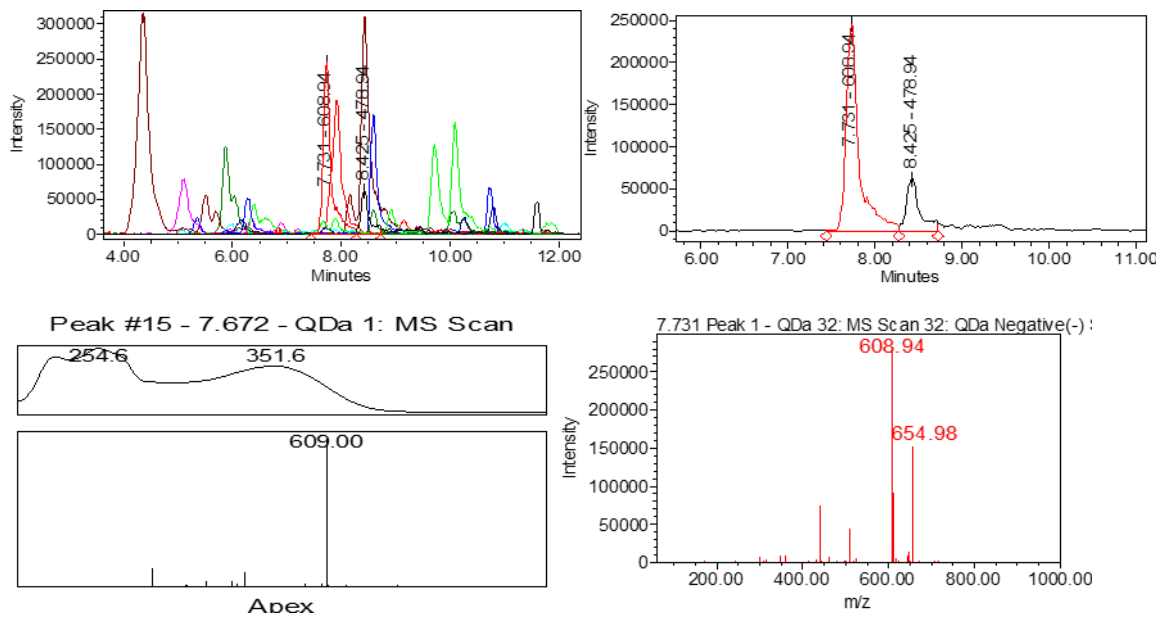 300000
250000
200000
150000
100000
50000
0
Intensity
7.731 - 608.94
8.425 - 478.94
4.00 6.00 8.00 10.00 12.00
Minutes
250000
200000
150000
100000
50000
0
Intensity
7.731 - 608.94
8.425 - 478.94
6.00 7.00 8.00 9.00 10.00 11.00
Minutes
Peak #15 - 7.672 - QDa 1: MS Scan
254.6 351.6
609.00
Apex
7.731 Peak 1 - QDa 32: MS Scan 32: QDa Negative(-)
608.94
654.98
250000
200000
150000
100000
50000
0
Intensity
200.00 400.00 600.00 800.00 1000.00
m/z